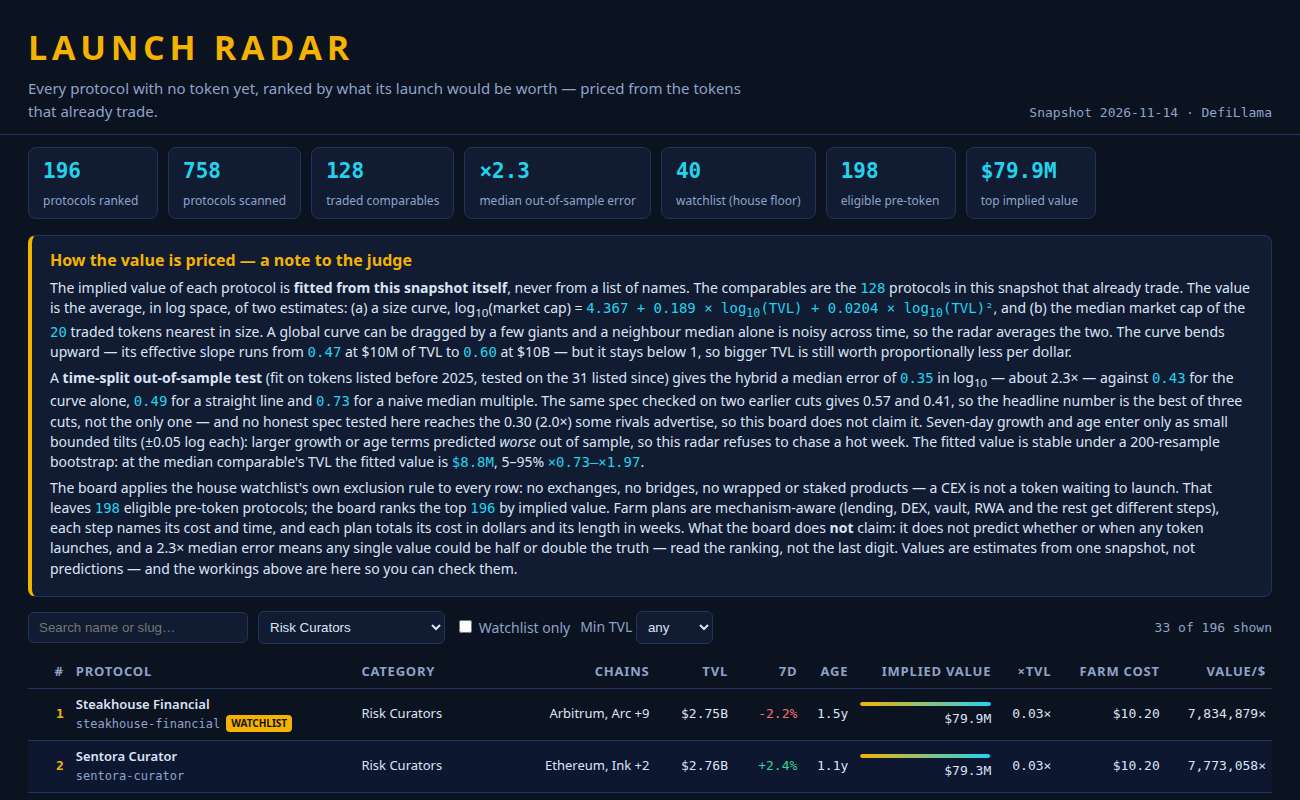 LAUNCH RADAR
Every protocol with no token yet, ranked by what its launch would be worth — priced from the tokens
that already trade.
Snapshot 2026-11-14 · DefiLlama
196
protocols ranked
758
protocols scanned
128
traded comparables
×2.3
median out-of-sample error
40
watchlist (house floor)
198
eligible pre-token
$79.9M
top implied value
How the value is priced — a note to the judge
The implied value of each protocol is fitted from this snapshot itself, never from a list of names. The comparables are the 128 protocols in this snapshot that already trade. The value
is the average, in log space, of two estimates: (a) a size curve, log₁₀(market cap) = 4.367 + 0.189 × log₁₀(TVL) + 0.0204 × log₁₀(TVL)², and (b) the median market cap of the
20 traded tokens nearest in size. A global curve can be dragged by a few giants and a neighbour median alone is noisy across time, so the radar averages the two. The curve bends
upward — its effective slope runs from 0.47 at $10M of TVL to 0.60 at $10B — but it stays below 1, so bigger TVL is still worth proportionally less per dollar.
A time-split out-of-sample test (fit on tokens listed before 2025, tested on the 31 listed since) gives the hybrid a median error of 0.35 in log₁₀ — about 2.3× — against 0.43 for the
curve alone, 0.49 for a straight line and 0.73 for a naive median multiple. The same spec checked on two earlier cuts gives 0.57 and 0.41, so the headline number is the best of three
cuts, not the only one — and no honest spec tested here reaches the 0.30 (2.0×) some rivals advertise, so this board does not claim it. Seven-day growth and age enter only as small
bounded tilts (±0.05 log each): larger growth or age terms predicted worse out of sample, so this radar refuses to chase a hot week. The fitted value is stable under a 200-resample
bootstrap: at the median comparable's TVL the fitted value is $8.8M, 5–95% ×0.73–×1.97.
The board applies the house watchlist's own exclusion rule to every row: no exchanges, no bridges, no wrapped or staked products — a CEX is not a token waiting to launch. That
leaves 198 eligible pre-token protocols; the board ranks the top 196 by implied value. Farm plans are mechanism-aware (lending, DEX, vault, RWA and the rest get different steps),
each step names its cost and time, and each plan totals its cost in dollars and its length in weeks. What the board does not claim: it does not predict whether or when any token
launches, and a 2.3× median error means any single value could be half or double the truth — read the ranking, not the last digit. Values are estimates from one snapshot, not
predictions — and the workings above are here so you can check them.
Search name or slug…
Risk Curators
Watchlist only
Min TVL
any
33 of 196 shown
# PROTOCOL CATEGORY CHAINS TVL 7D AGE IMPLIED VALUE ×TVL FARM COST VALUE/$
1 Steakhouse Financial steakhouse-financial WATCHLIST Risk Curators Arbitrum, Arc +9 $2.75B -2.2% 1.5y $79.9M 0.03× $10.20 7,834,879×
2 Sentora Curator sentora-curator Risk Curators Ethereum, Ink +2 $2.76B +2.4% 1.1y $79.3M 0.03× $10.20 7,773,058×